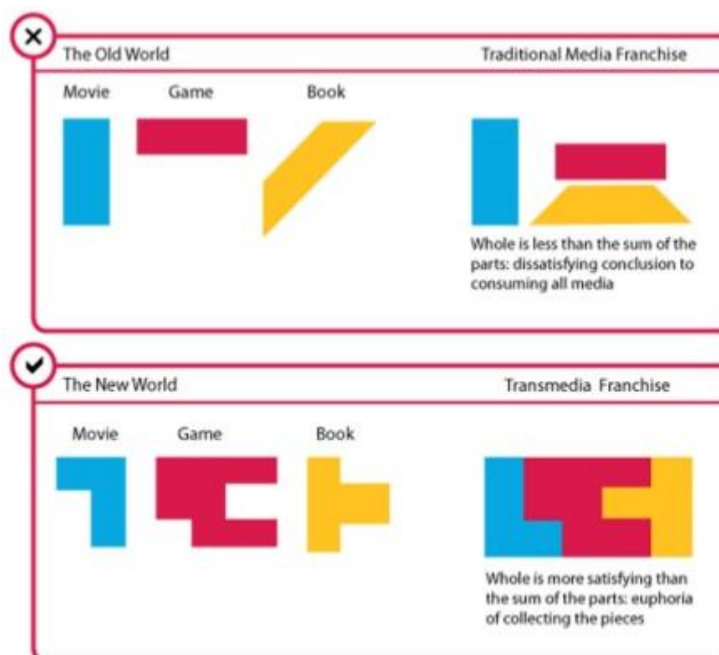 The Old World
Traditional Media Franchise
Movie
Game
Book
Whole is less than the sum of the
parts: dissatisfying conclusion to
consuming all media
The New World
Transmedia Franchise
Movie
Game
Book
Whole is more satisfying than
the sum of the parts: euphoria
of collecting the pieces